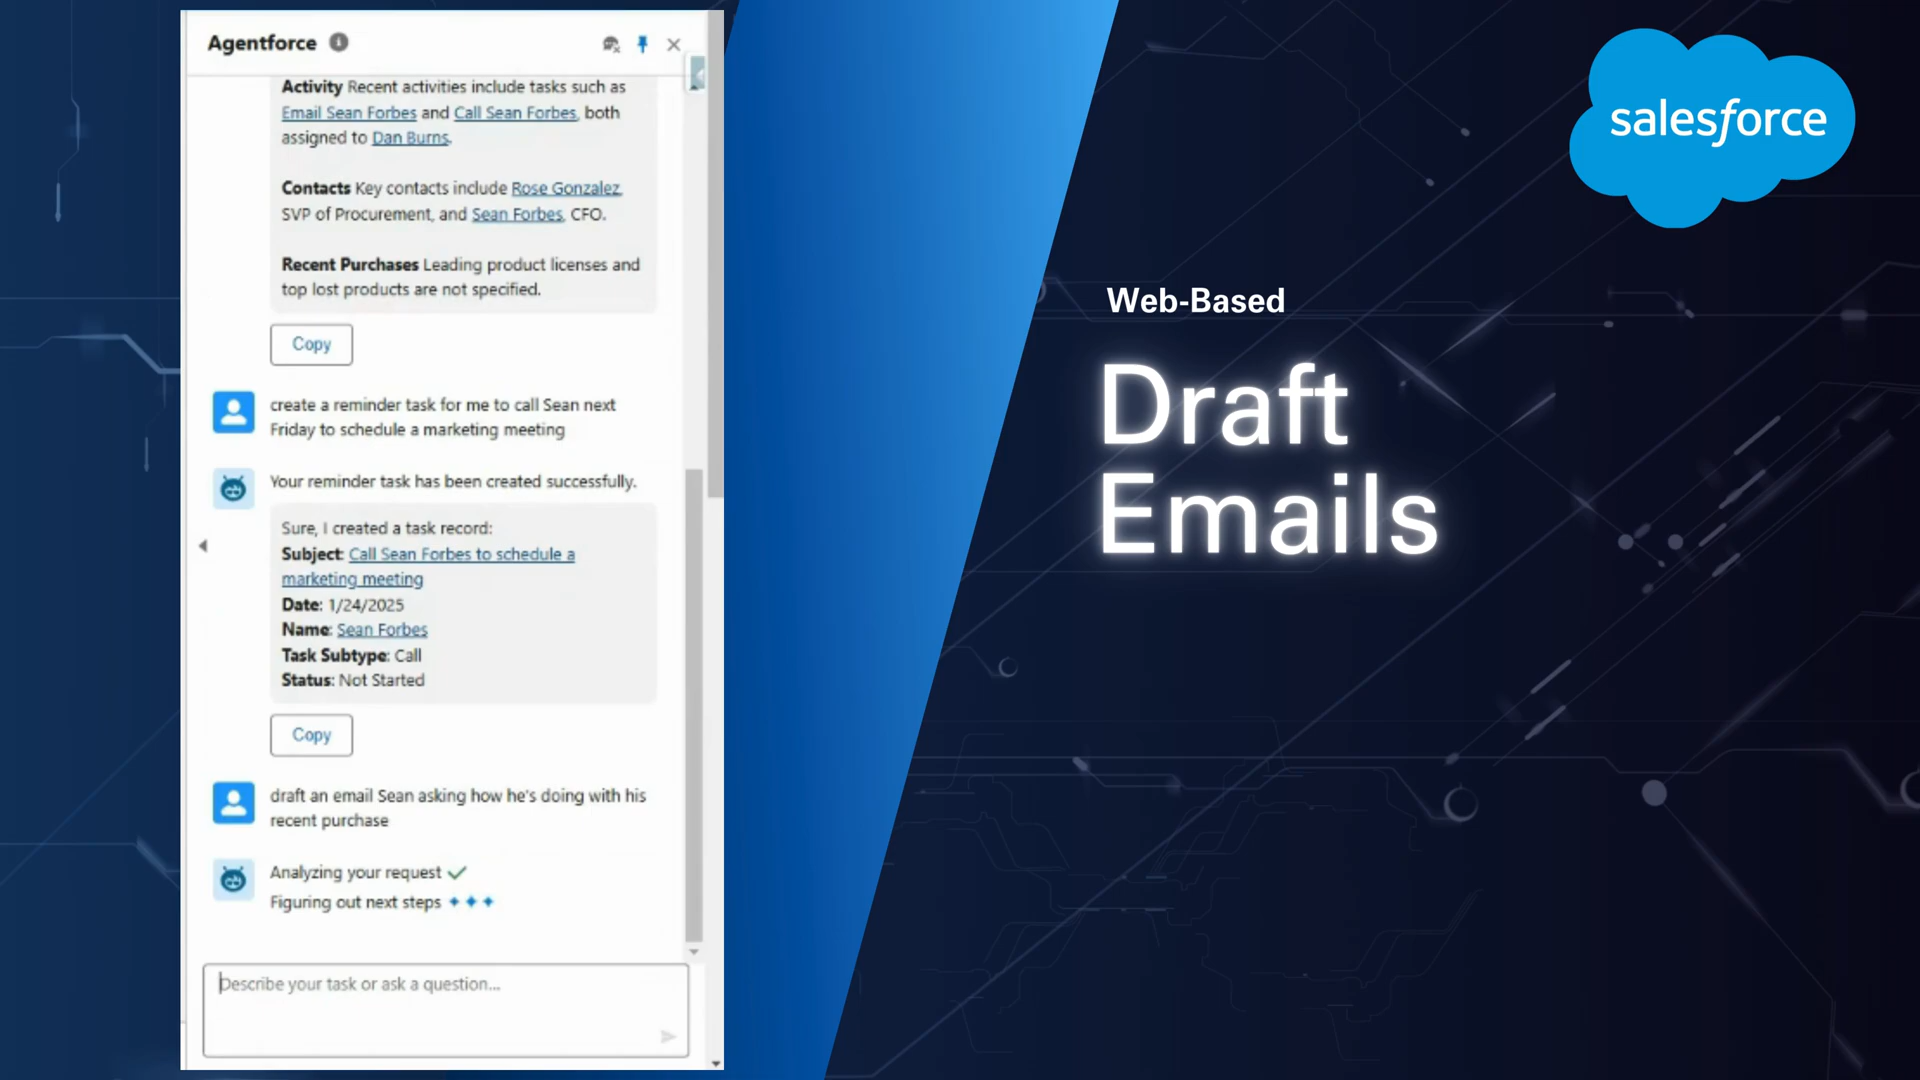 Agentforce
Activity Recent activities include tasks such as
Email Sean Forbes and Call Sean Forbes, both
assigned to Dan Burns.
Contacts Key contacts include Rose Gonzalez,
SVP of Procurement, and Sean Forbes, CFO.
Recent Purchases Leading product licenses and
top lost products are not specified.
Copy
create a reminder task for me to call Sean next
Friday to schedule a marketing meeting
Your reminder task has been created successfully.
Sure, I created a task record:
Subject: Call Sean Forbes to schedule a
marketing meeting
Date: 1/24/2025
Name: Sean Forbes
Task Subtype: Call
Status: Not Started
Copy
draft an email Sean asking how he's doing with his
recent purchase
Analyzing your request
Figuring out next steps
Describe your task or ask a question...
salesforce
Web-Based
Draft
Emails